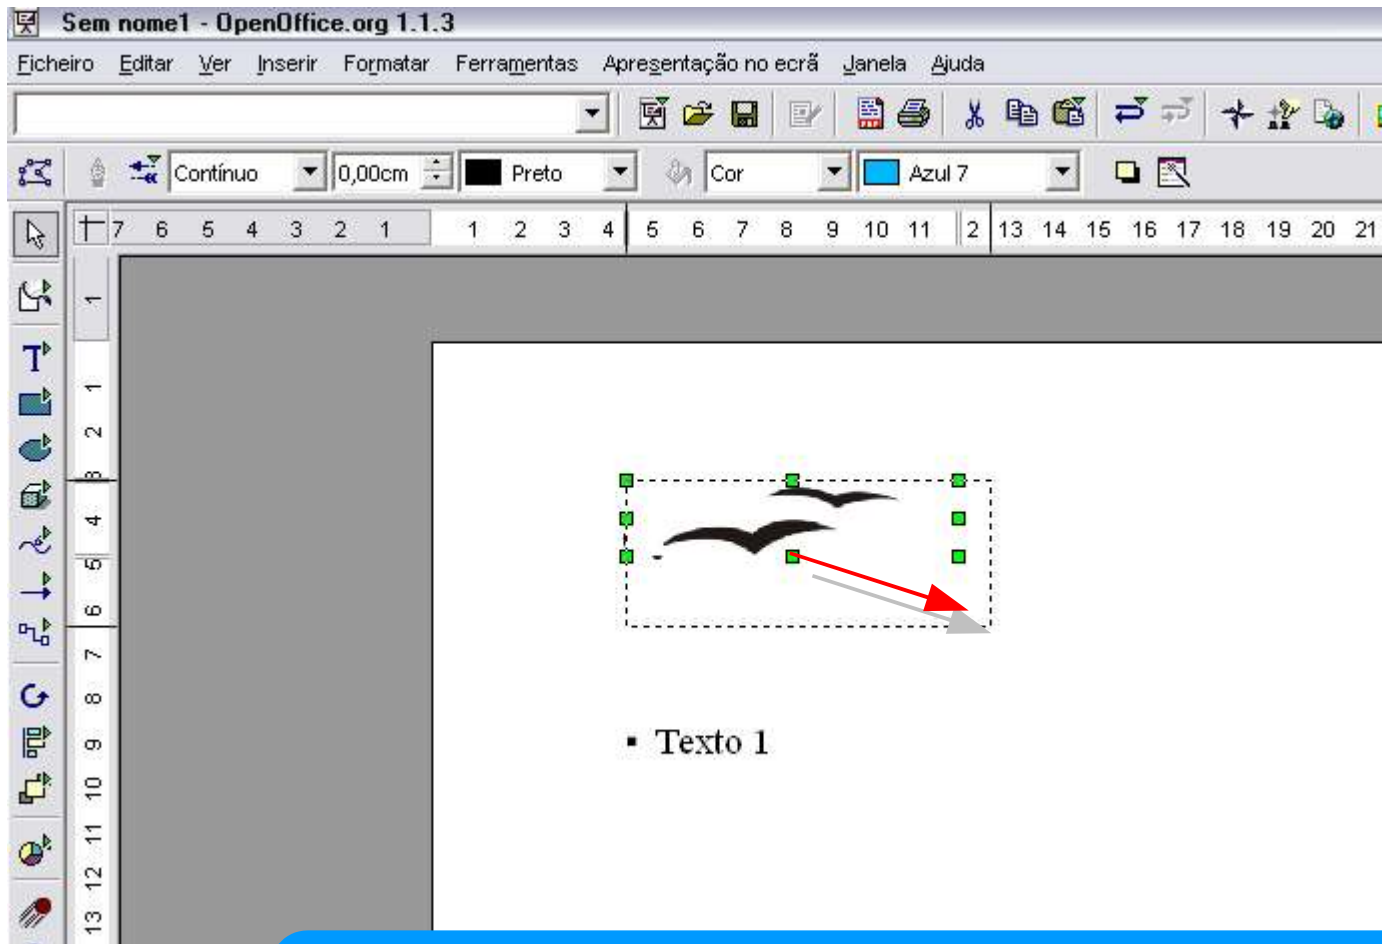 Sem nome1 - OpenOffice.org 1.1.3
Ficheiro Editar Ver Inserir Formatar Ferramentas Apresentação no ecrã Janela Ajuda
Contínuo 0,00cm Preto Cor Azul 7
7 6 5 4 3 2 1 1 2 3 4 5 6 7 8 9 10 11 2 13 14 15 16 17 18 19 20 21
1
1
2
3
4
5
6
7
8
9
10
11
12
13
▪ Texto 1